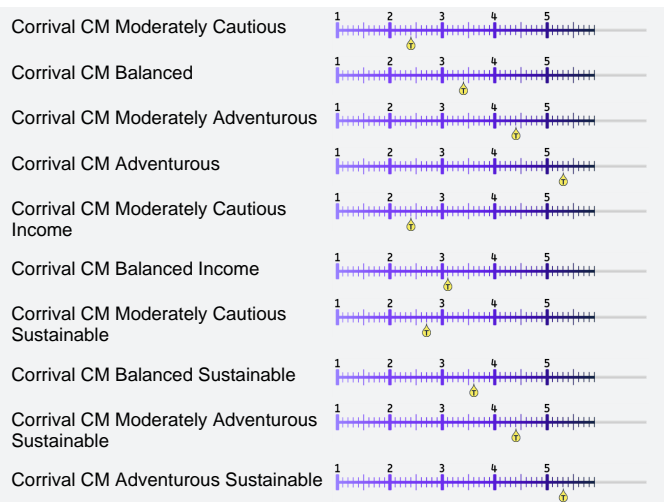 Corrival CM Moderately Cautious
1 2 3 4 5
T
Corrival CM Balanced
1 2 3 4 5
T
Corrival CM Moderately Adventurous
1 2 3 4 5
T
Corrival CM Adventurous
1 2 3 4 5
T
Corrival CM Moderately Cautious
Income
1 2 3 4 5
T
Corrival CM Balanced Income
1 2 3 4 5
T
Corrival CM Moderately Cautious
Sustainable
1 2 3 4 5
T
Corrival CM Balanced Sustainable
1 2 3 4 5
T
Corrival CM Moderately Adventurous
Sustainable
1 2 3 4 5
T
Corrival CM Adventurous Sustainable
1 2 3 4 5
T